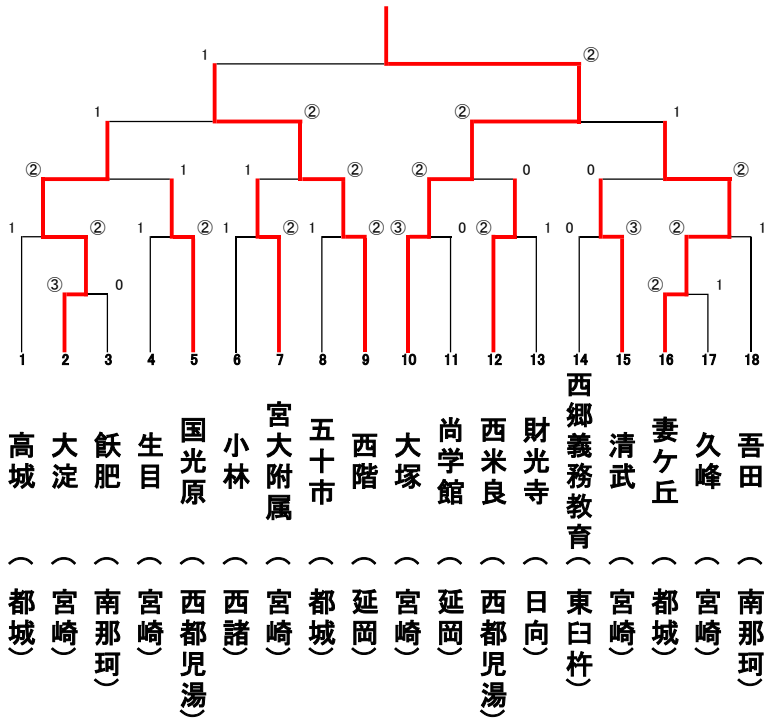 1 ②
1 ② ② 1
② 1 1 ② ② 0 0 ②
1 ② 1 ② 1 ② 1 ② ③ 0 ② 1 0 ③ ② 1
③ 0 ② 1
1 2 3 4 5 6 7 8 9 10 11 12 13 14 15 16 17 18
高城（都城）
大淀（宮崎）
飫肥（南那珂）
生目（宮崎）
国光原（西都児湯）
小林（西諸）
宮大附属（宮崎）
五十市（都城）
西階（延岡）
大塚（宮崎）
尚学館（延岡）
西米良（西都児湯）
財光寺（日向）
西郷義務教育（東臼杵）
清武（宮崎）
妻ケ丘（都城）
久峰（宮崎）
吾田（南那珂）